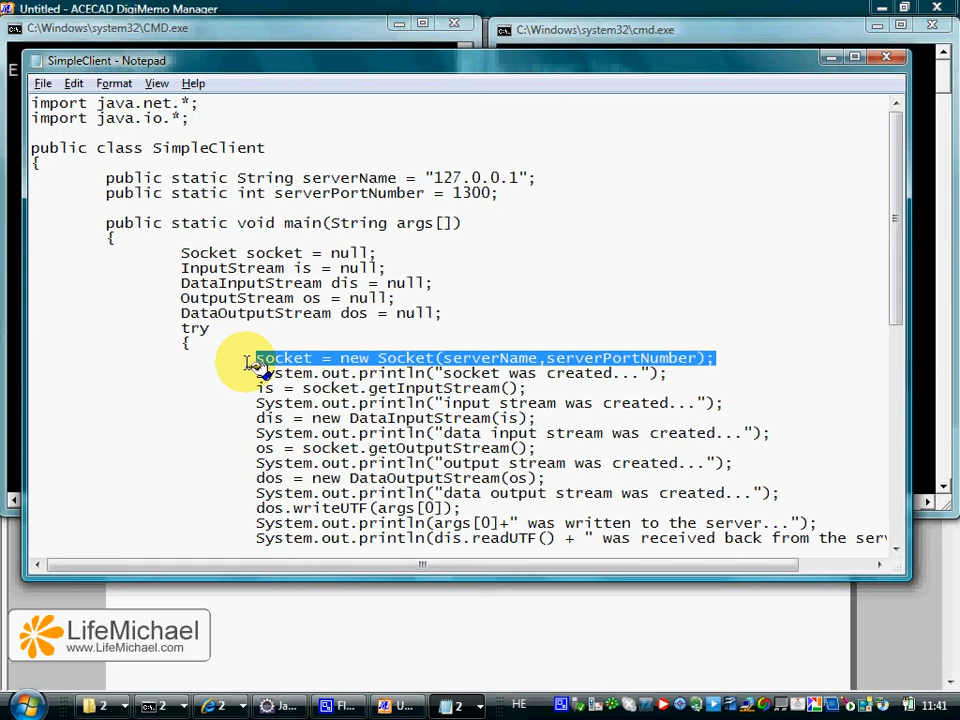 Untitled - ACECAD DigiMemo Manager
C:\Windows\system32\CMD.exe
C:\Windows\system32\cmd.exe
E
SimpleClient - Notepad
File Edit Format View Help
import java.net.*;
import java.io.*;
public class SimpleClient
{
public static String serverName = "127.0.0.1";
public static int serverPortNumber = 1300;
public static void main(String args[])
{
Socket socket = null;
InputStream is = null;
DataInputStream dis = null;
OutputStream os = null;
DataOutputStream dos = null;
try
{
socket = new Socket(serverName,serverPortNumber);
System.out.println("socket was created...");
is = socket.getInputStream();
System.out.println("input stream was created...");
dis = new DataInputStream(is);
System.out.println("data input stream was created...");
os = socket.getOutputStream();
System.out.println("output stream was created...");
dos = new DataOutputStream(os);
System.out.println("data output stream was created...");
dos.writeUTF(args[0]);
System.out.println(args[0]+" was written to the server...");
System.out.println(dis.readUTF() + " was received back from the serv
LifeMichael
www.LifeMichael.com
2 2 2 Ja... Fl... U... 2 HE 11:41